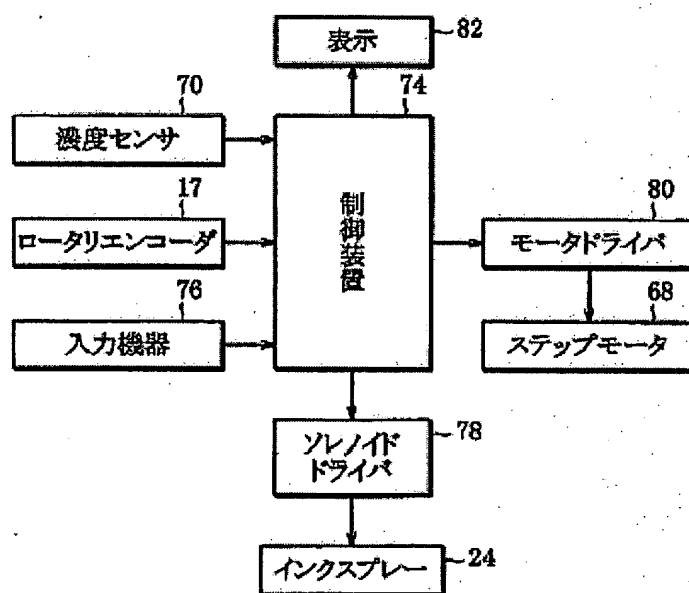 表示
82
70
濃度センサ
74
制御装置
17
ロータリエンコーダ
80
モータドライバ
76
入力機器
68
ステップモータ
ソレノイド
ドライバ
78
インクスプレー
24